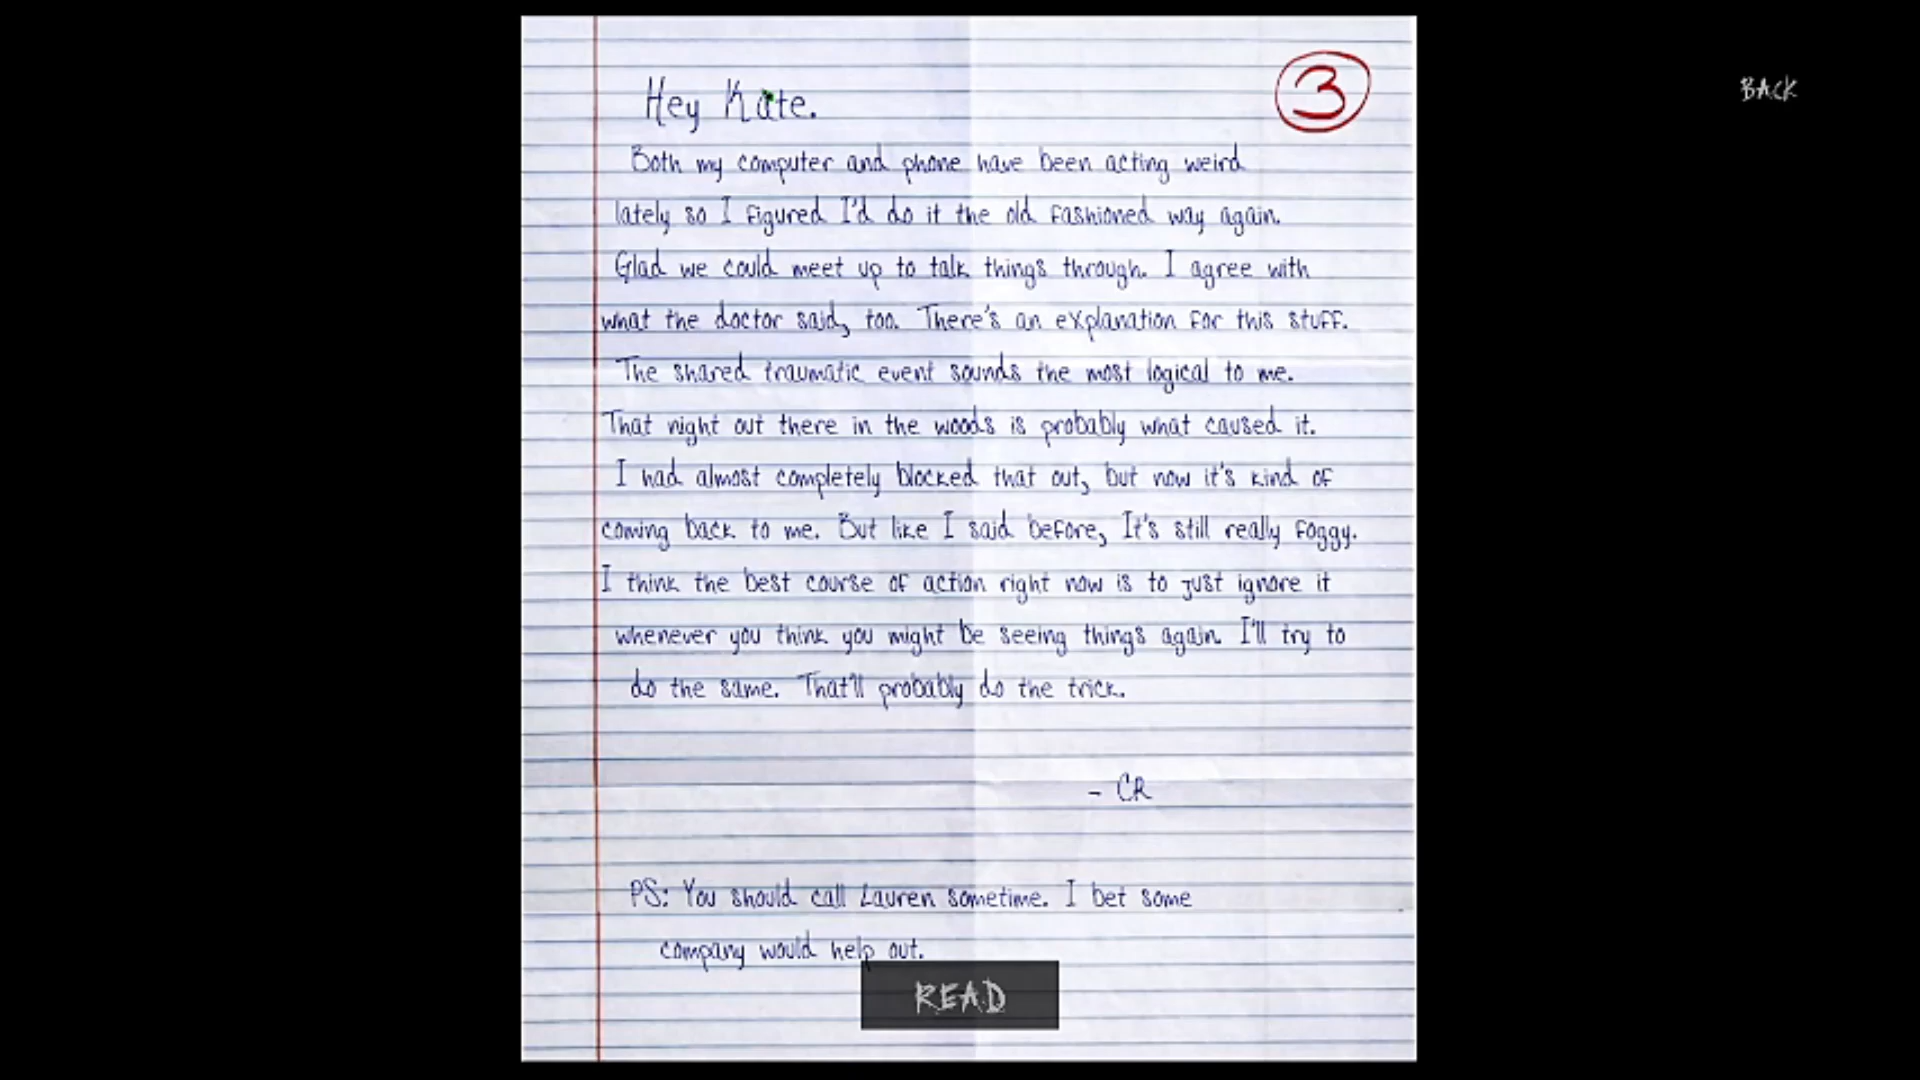 3
BACK
Hey Kate.
Both my computer and phone have been acting weird
lately so I figured I'd do it the old fashioned way again.
Glad we could meet up to talk things through. I agree with
what the doctor said, too. There's an explanation for this stuff.
The shared traumatic event sounds the most logical to me.
That night out there in the woods is probably what caused it.
I had almost completely blocked that out, but now it's kind of
coming back to me. But like I said before, It's still really foggy.
I think the best course of action right now is to just ignore it
whenever you think you might be seeing things again. I'll try to
do the same. That'll probably do the trick.
- CR
PS: You should call Lauren sometime. I bet some
company would help out.
READ